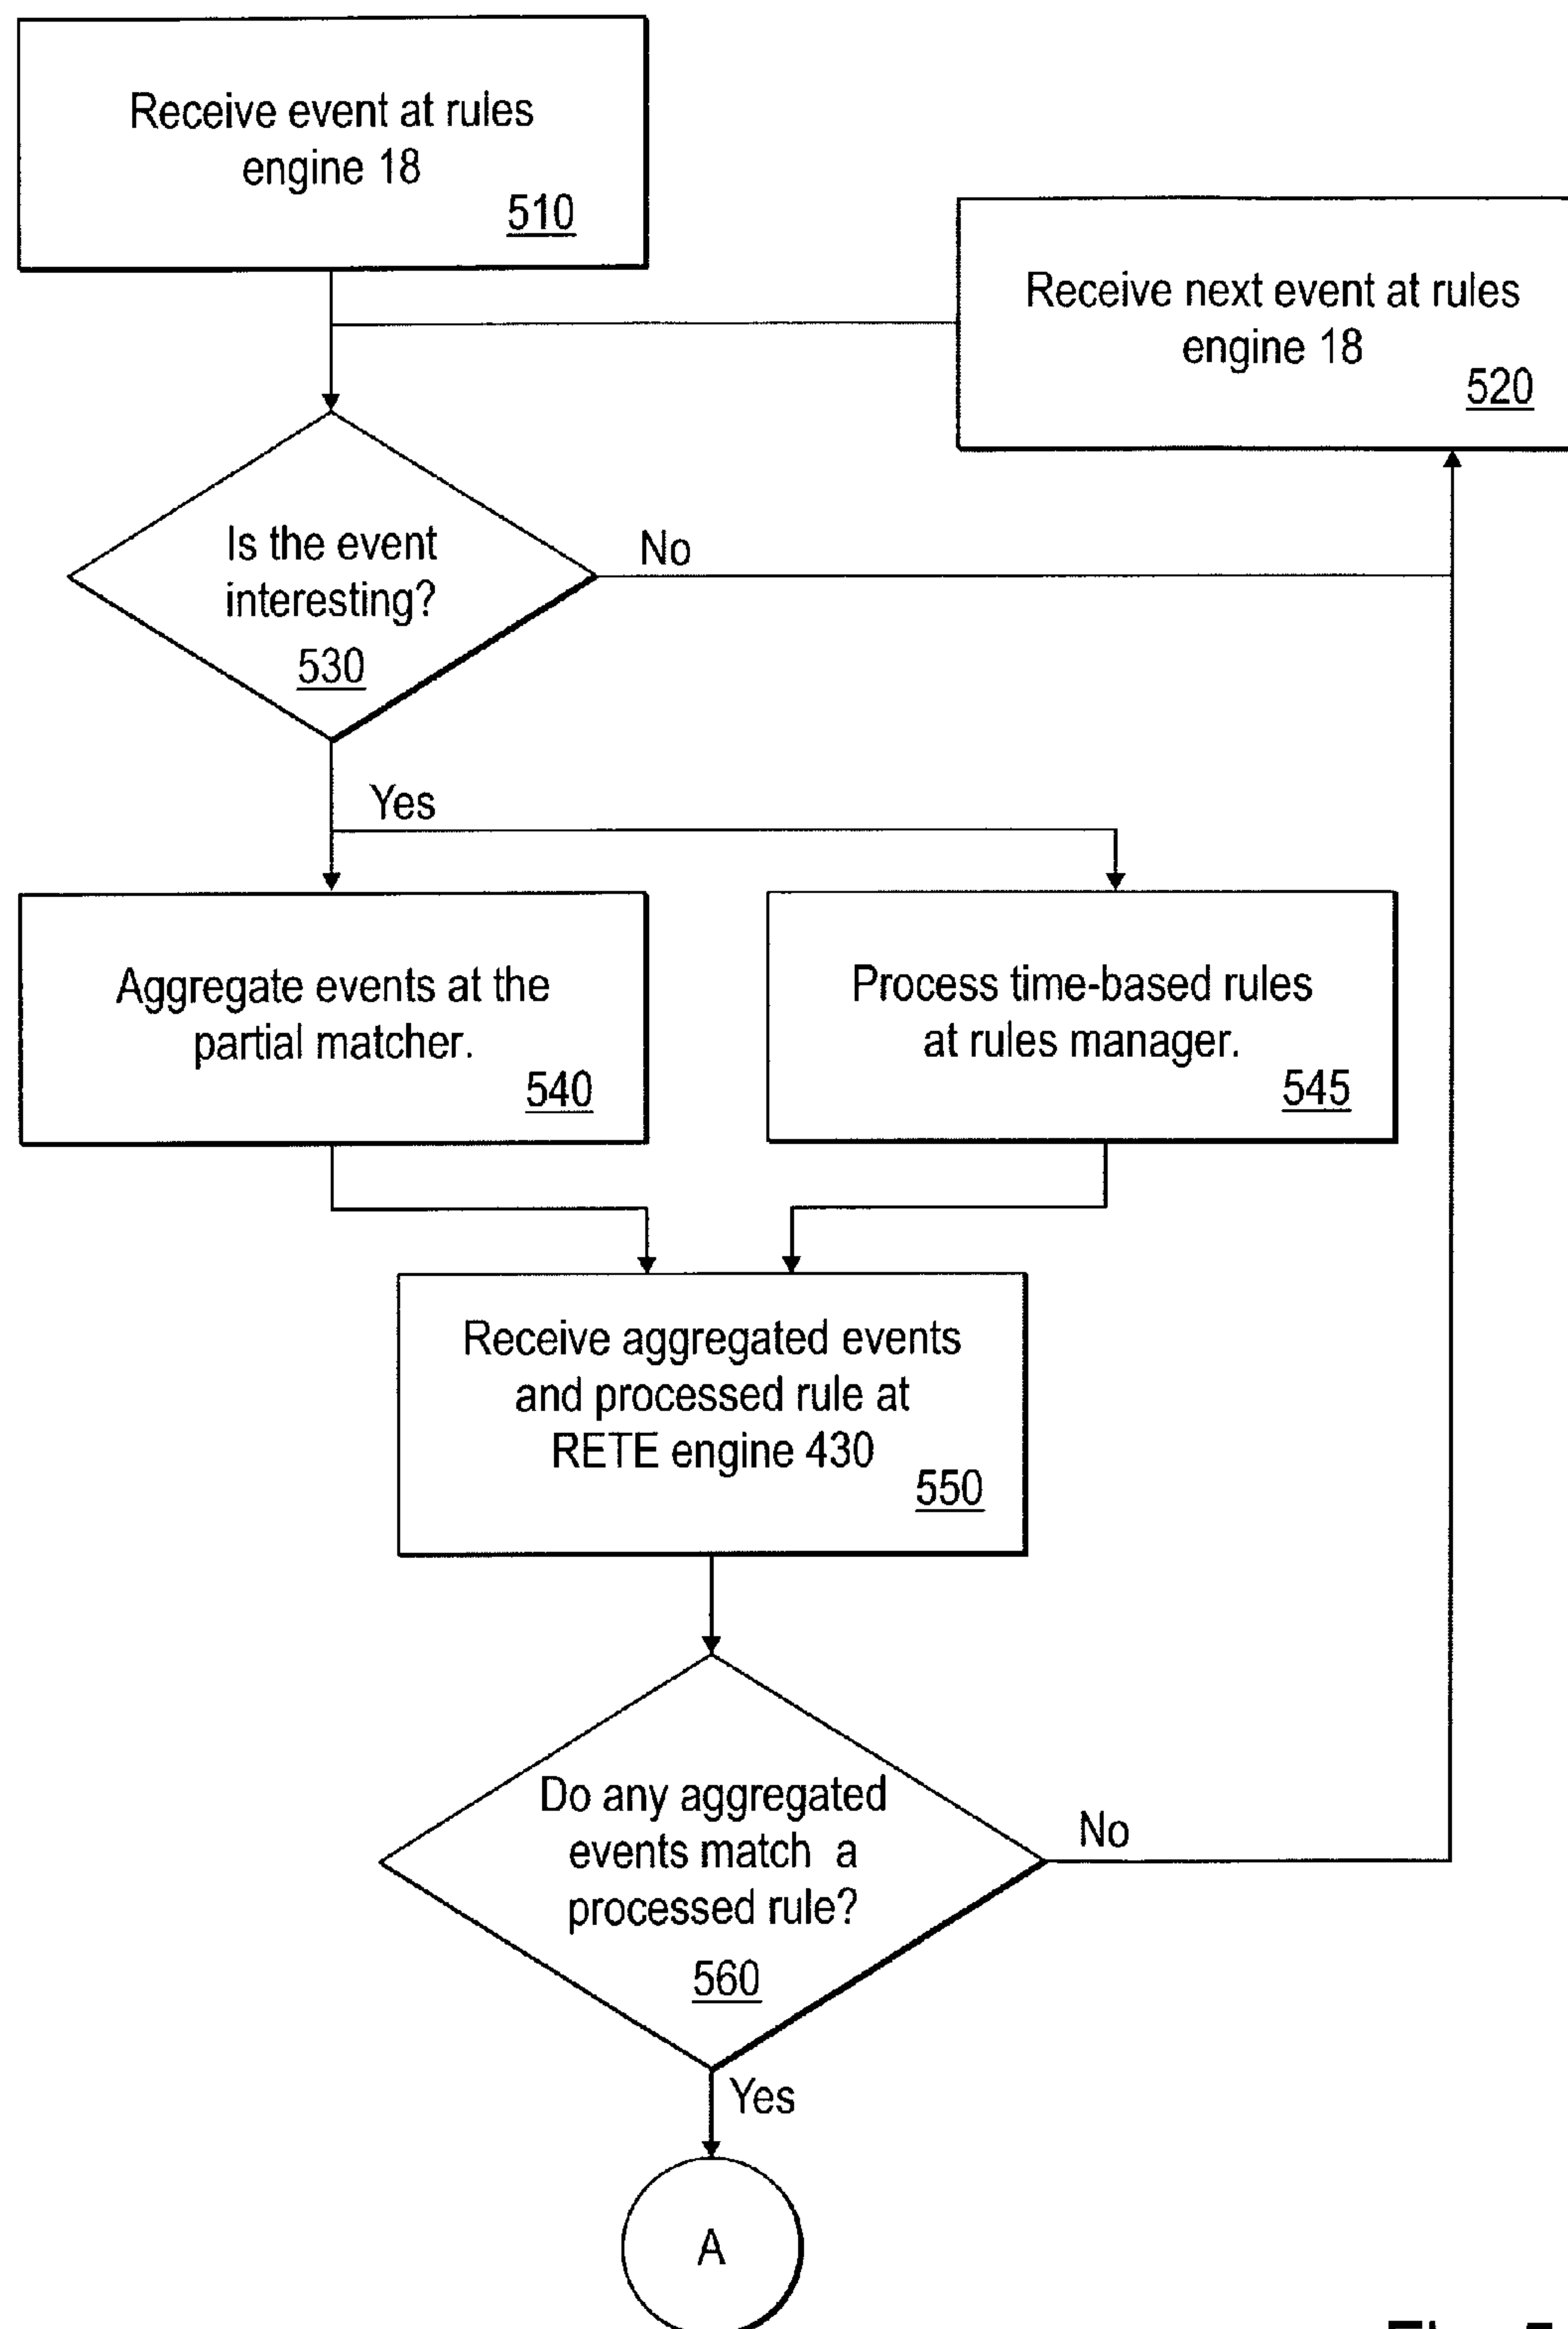 Receive event at rules
engine 18
510
Receive next event at rules
engine 18
520
Is the event
interesting?
530
No
Yes
Aggregate events at the
partial matcher.
540
Process time-based rules
at rules manager.
545
Receive aggregated events
and processed rule at
RETE engine 430
550
Do any aggregated
events match  a
processed rule?
560
No
Yes
A